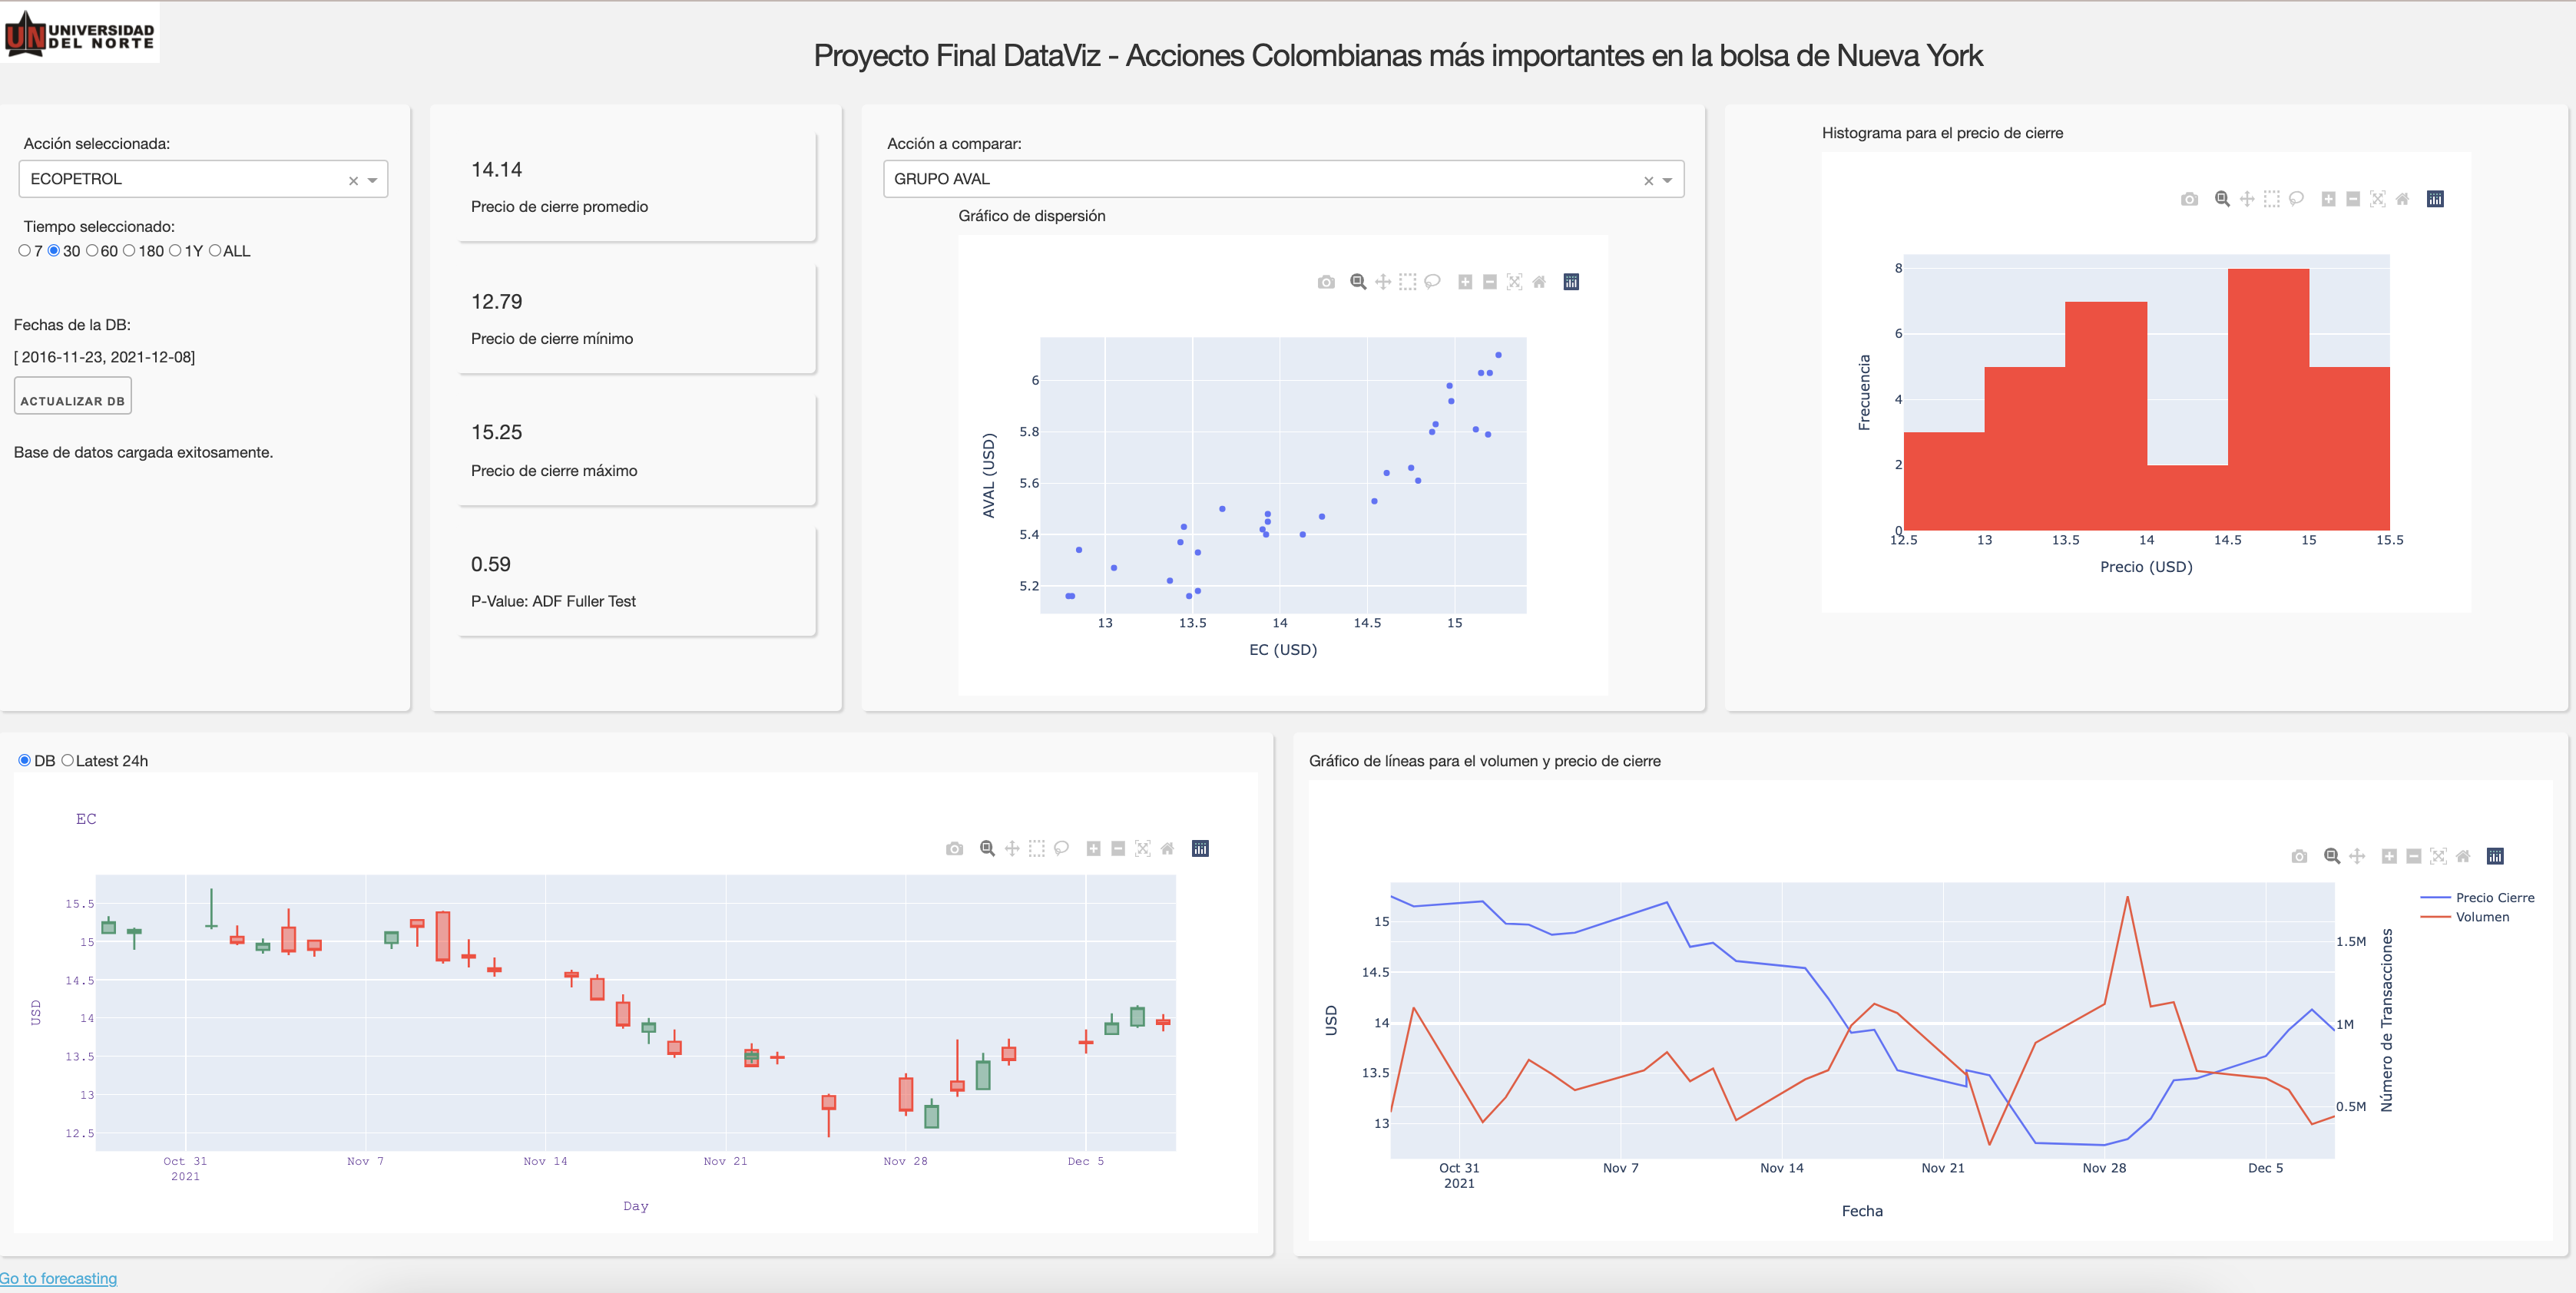 UN UNIVERSIDAD
DEL NORTE
Proyecto Final DataViz - Acciones Colombianas más importantes en la bolsa de Nueva York
Acción seleccionada:
ECOPETROL
Tiempo seleccionado:
7 30 60 180 1Y ALL
Fechas de la DB:
[ 2016-11-23, 2021-12-08]
ACTUALIZAR DB
Base de datos cargada exitosamente.
14.14
Precio de cierre promedio
12.79
Precio de cierre mínimo
15.25
Precio de cierre máximo
0.59
P-Value: ADF Fuller Test
Acción a comparar:
GRUPO AVAL
Gráfico de dispersión
6
5.8
5.6
5.4
5.2
AVAL (USD)
13 13.5 14 14.5 15
EC (USD)
Histograma para el precio de cierre
8
6
4
2
0
Frecuencia
12.5 13 13.5 14 14.5 15 15.5
Precio (USD)
DB Latest 24h
EC
15.5
15
14.5
14
13.5
13
12.5
USD
Oct 31 Nov 7 Nov 14 Nov 21 Nov 28 Dec 5
2021
Day
Gráfico de líneas para el volumen y precio de cierre
Precio Cierre
Volumen
15
14.5
14
13.5
13
USD
1.5M
1M
0.5M
Número de Transacciones
Oct 31 Nov 7 Nov 14 Nov 21 Nov 28 Dec 5
2021
Fecha
Go to forecasting